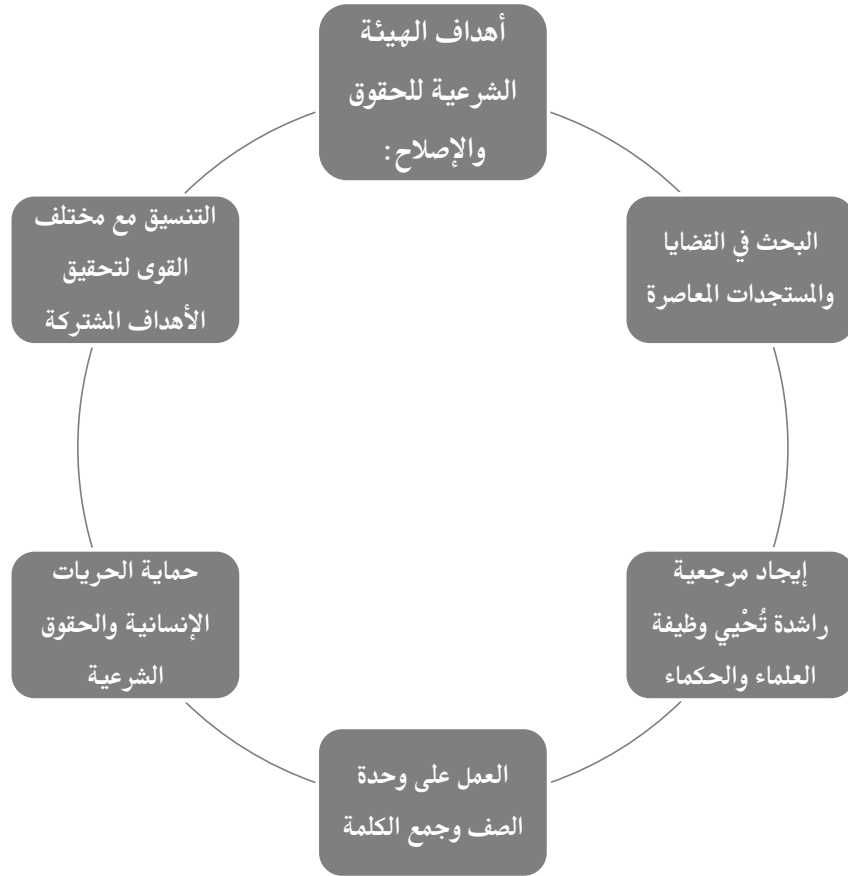 أهداف الهيئة
الشرعية للحقوق
والإصلاح:
البحث في القضايا
والمستجدات المعاصرة
إيجاد مرجعية
راشدة تُحْيي وظيفة
العلماء والحكماء
العمل على وحدة
الصف وجمع الكلمة
حماية الحريات
الإنسانية والحقوق
الشرعية
التنسيق مع مختلف
القوى لتحقيق
الأهداف المشتركة